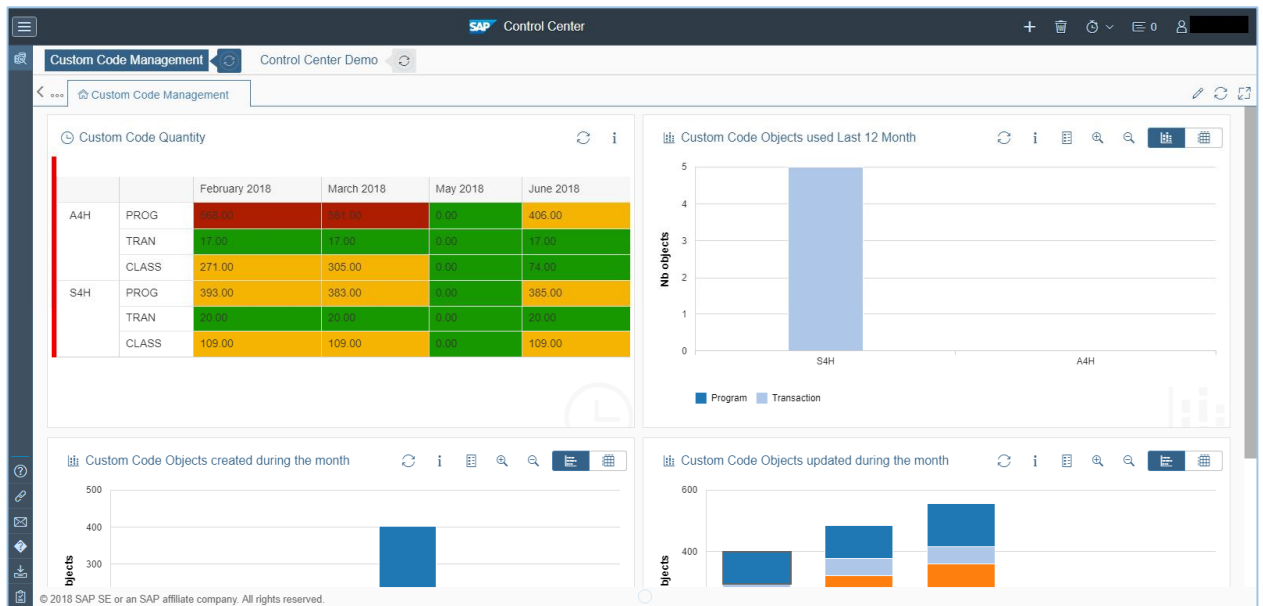 SAP Control Center
0
Custom Code Management Control Center Demo
Custom Code Management
Custom Code Quantity
February 2018 March 2018 May 2018 June 2018
A4H PROG 568.00 581.00 0.00 406.00
TRAN 17.00 17.00 0.00 17.00
CLASS 271.00 305.00 0.00 74.00
S4H PROG 393.00 383.00 0.00 385.00
TRAN 20.00 20.00 0.00 20.00
CLASS 109.00 109.00 0.00 109.00
Custom Code Objects used Last 12 Month
5
4
3
2
1
0
Nb objects
S4H A4H
Program Transaction
Custom Code Objects created during the month
500
400
300
bjects
Custom Code Objects updated during the month
600
400
bjects
© 2018 SAP SE or an SAP affiliate company. All rights reserved.